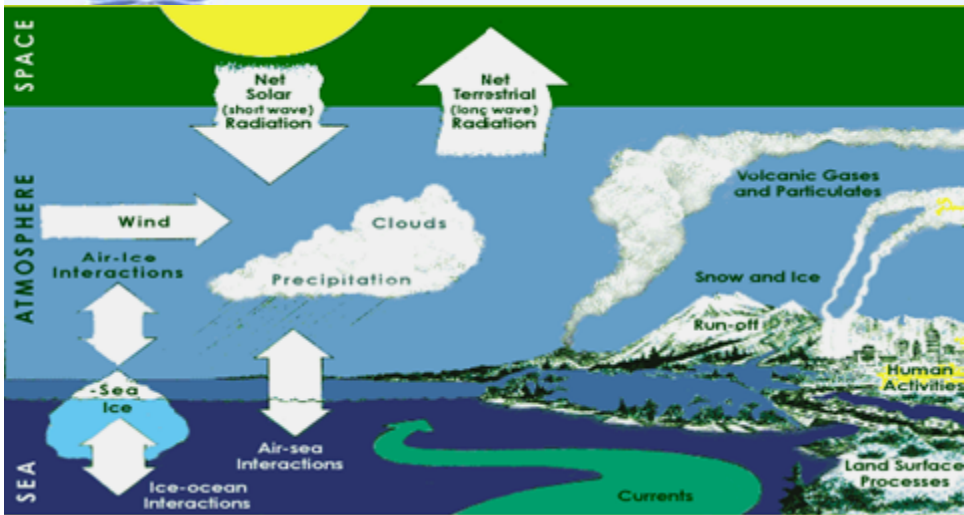 SPACE
Net
Solar
(short wave)
Radiation
Net
Terrestrial
(long wave)
Radiation
ATMOSPHERE
Volcanic Gases
and Particulates
Wind
Clouds
Air-Ice
Interactions
Precipitation
Snow and Ice
Run-off
Human
Activities
-Sea
Ice
Air-sea
Interactions
SEA
Ice-ocean
Interactions
Currents
Land Surface
Processes